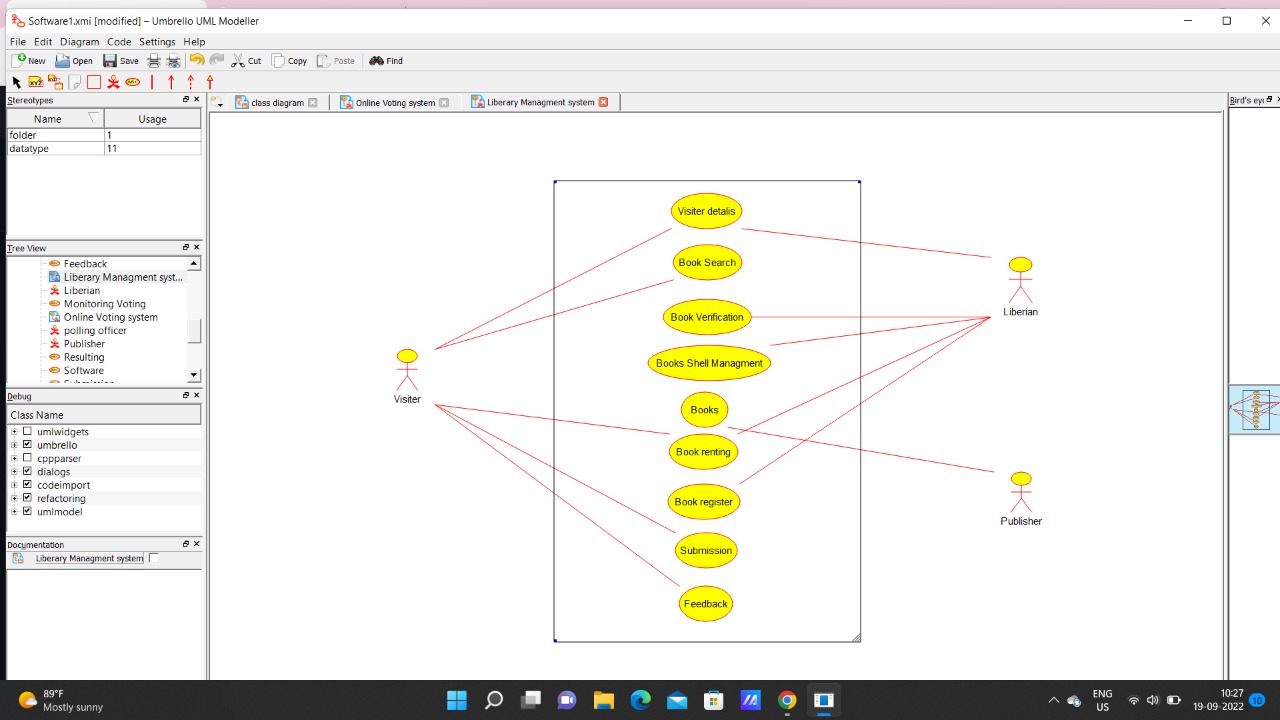 Software1.xmi [modified] – Umbrello UML Modeller
File Edit Diagram Code Settings Help
New Open Save Cut Copy Paste Find
XYZ
Stereotypes
Name Usage
folder 1
datatype 11
Tree View
Feedback
Liberary Managment syst...
Liberian
Monitoring Voting
Online Voting system
polling officer
Publisher
Resulting
Software
Debug
Class Name
umlwidgets
umbrello
cppparser
dialogs
codeimport
refactoring
umlmodel
Documentation
Liberary Managment system
class diagram Online Voting system Liberary Managment system
Bird's ey
Visiter detalis
Book Search
Book Verification
Books Shell Managment
Books
Book renting
Book register
Submission
Feedback
Visiter
Liberian
Publisher
89°F
Mostly sunny
ENG
US
10:27
19-09-2022
10